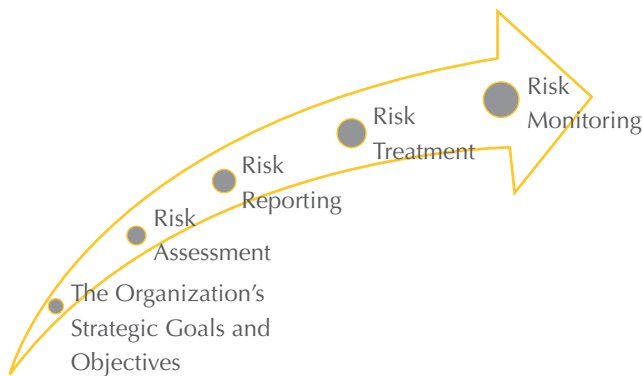 Risk
Monitoring
Risk
Treatment
Risk
Reporting
Risk
Assessment
The Organization’s
Strategic Goals and
Objectives